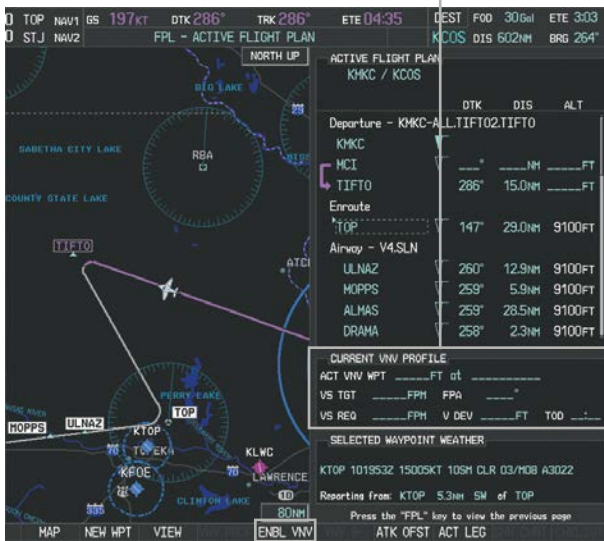 TOP NAV1 GS 197KT DTK 286° TRK 286° ETE 04:35 DEST FOD 30Gal ETE 3:03
STJ NAV2 FPL – ACTIVE FLIGHT PLAN KCOS DIS 602NM BRG 264°
NORTH UP
BIG LAKE
SABETHA CITY LAKE
RBA
COUNTY STATE LAKE
TIFTO
PERRY LAKE
TOP
ULNAZ
MOPPS
KTOP
TOPEKA
KFOE
KLWC
LAWRENCE
CLINTON LAKE
70
70
335
10
80NM
ACTIVE FLIGHT PLAN
KMKC / KCOS
DTK DIS ALT
Departure – KMKC-ALL.TIFTO2.TIFTO
KMKC
MCI ___° ____NM _____FT
TIFTO 286° 15.0NM _____FT
Enroute
TOP 147° 29.0NM 9100FT
Airway – V4.SLN
ULNAZ 260° 12.9NM 9100FT
MOPPS 259° 5.9NM 9100FT
ALMAS 259° 28.5NM 9100FT
DRAMA 258° 2.3NM 9100FT
CURRENT VNV PROFILE
ACT VNV WPT _____FT at __________
VS TGT _____FPM FPA ____°
VS REQ _____FPM V DEV _____FT TOD __:__
SELECTED WAYPOINT WEATHER
KTOP 101953Z 15005KT 10SM CLR 03/M08 A3022
Reporting from: KTOP 5.3NM SW of TOP
Press the "FPL" key to view the previous page
MAP NEW WPT VIEW ENBL VNV ATK OFST ACT LEG